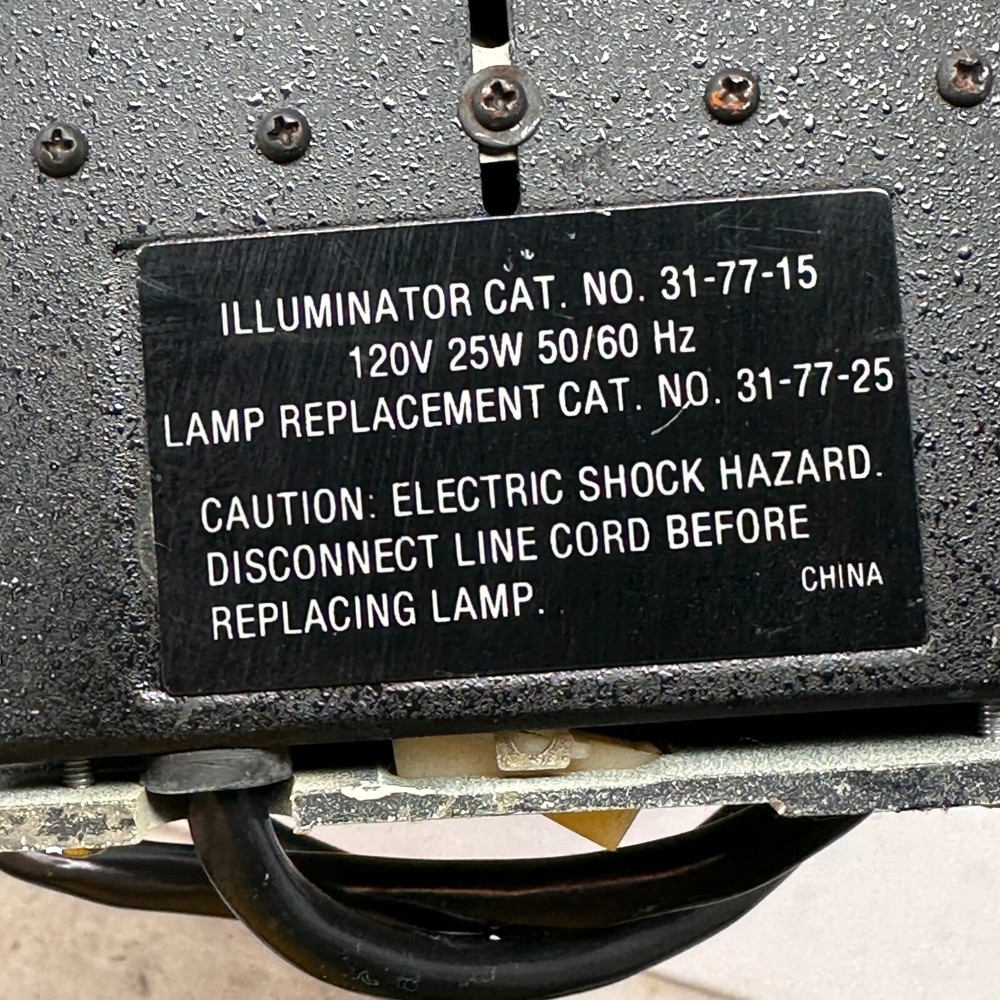 ILLUMINATOR CAT. NO. 31-77-15
120V 25W 50/60 Hz
LAMP REPLACEMENT CAT. NO. 31-77-25
CAUTION: ELECTRIC SHOCK HAZARD.
DISCONNECT LINE CORD BEFORE
REPLACING LAMP.
CHINA